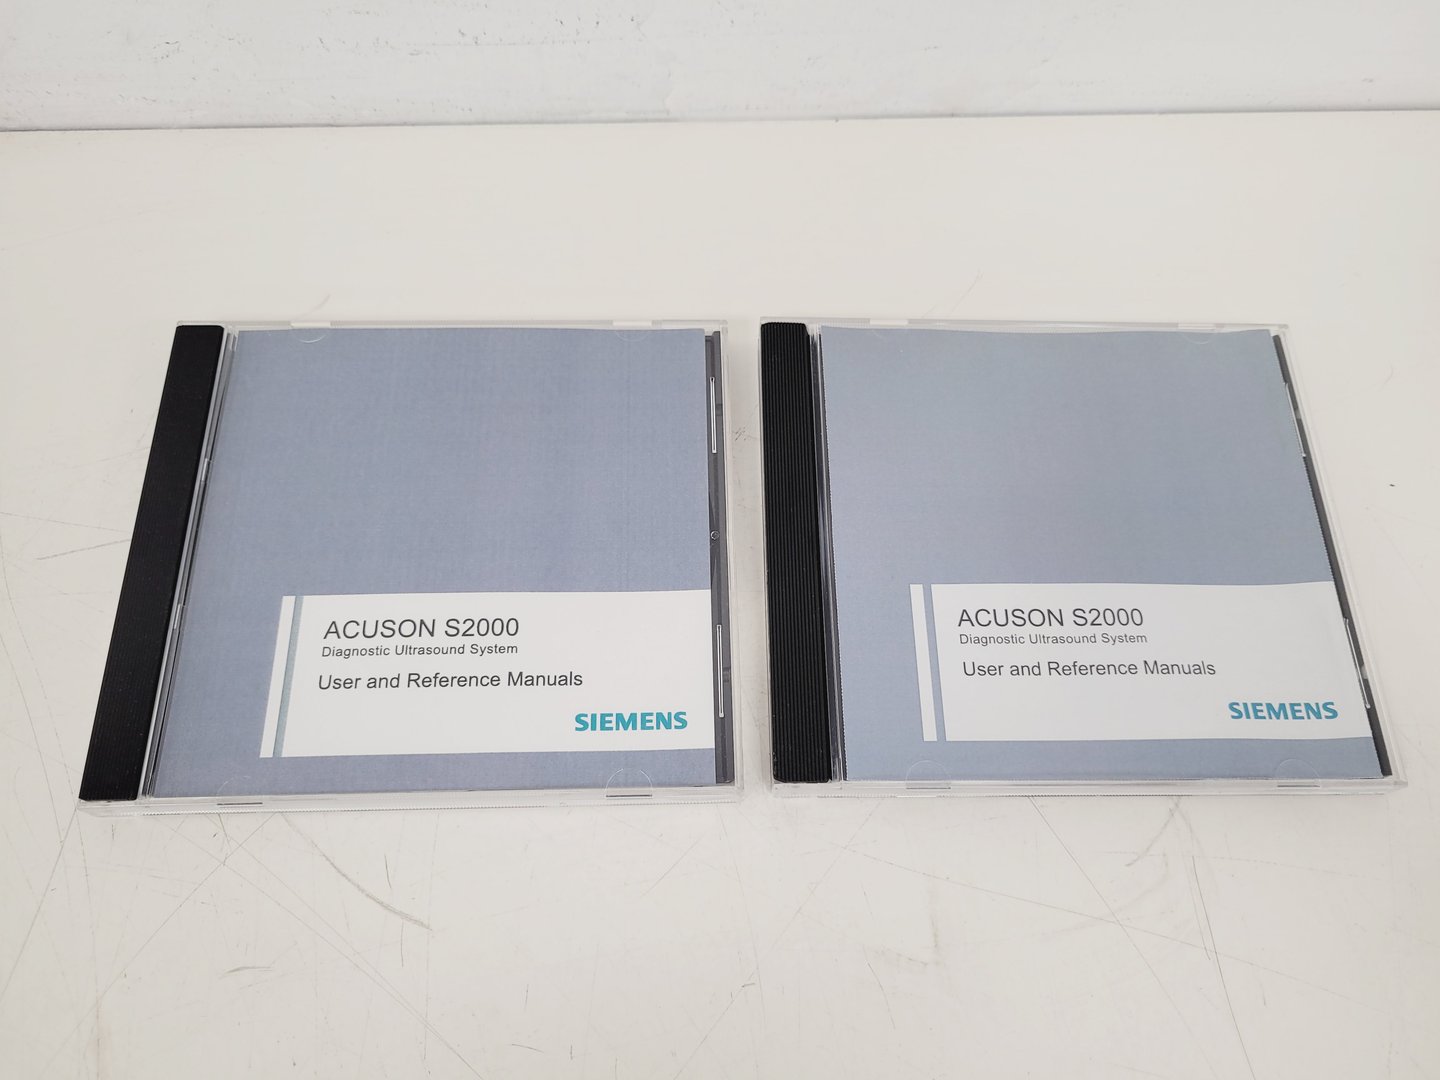 ACUSON S2000
Diagnostic Ultrasound System
User and Reference Manuals
SIEMENS
ACUSON S2000
Diagnostic Ultrasound System
User and Reference Manuals
SIEMENS